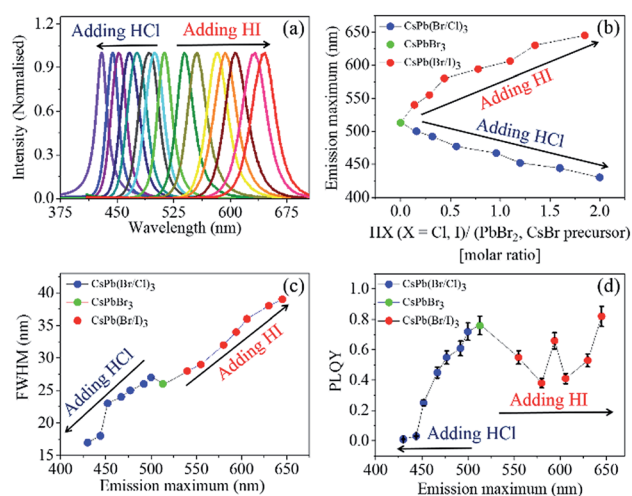 Adding HCl
Adding HI
(a)
Intensity (Normalised)
1.2
0.9
0.6
0.3
0.0
375
450
525
600
675
Wavelength (nm)
CsPb(Br/Cl)3
CsPbBr3
CsPb(Br/I)3
(b)
Emission maximum (nm)
650
600
550
500
450
400
Adding HI
Adding HCl
0.0
0.5
1.0
1.5
2.0
HX (X = Cl, I)/ (PbBr2, CsBr precursor)
[molar ratio]
CsPb(Br/Cl)3
CsPbBr3
CsPb(Br/I)3
(c)
FWHM (nm)
45
40
35
30
25
20
15
Adding HCl
Adding HI
400
450
500
550
600
650
Emission maximum (nm)
CsPb(Br/Cl)3
CsPbBr3
CsPb(Br/I)3
(d)
PLQY
1.0
0.8
0.6
0.4
0.2
0.0
Adding HI
Adding HCl
400
450
500
550
600
650
Emission maximum (nm)